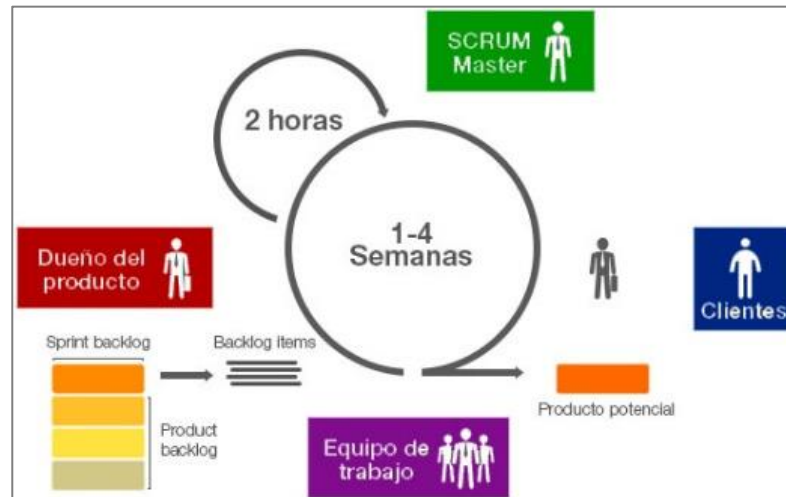 SCRUM
Master
2 horas
1-4
Semanas
Dueño del
producto
Clientes
Sprint backlog
Backlog items
Product
backlog
Producto potencial
Equipo de
trabajo